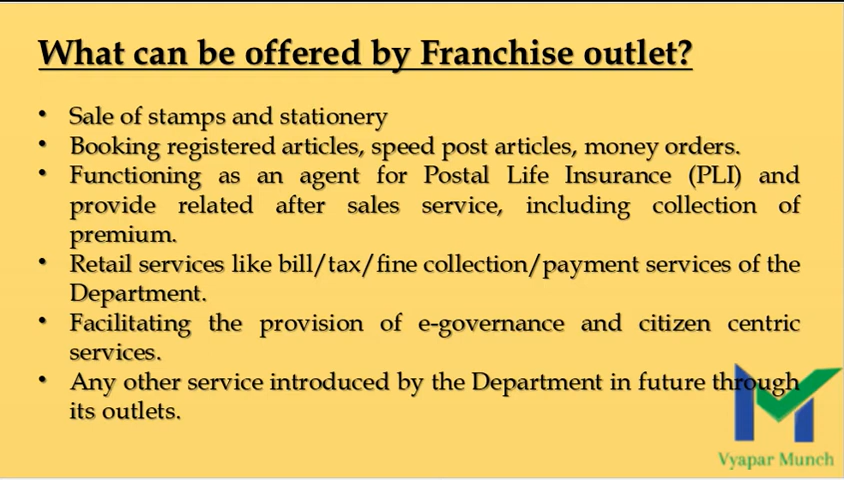 What can be offered by Franchise outlet?
• Sale of stamps and stationery
• Booking registered articles, speed post articles, money orders.
• Functioning as an agent for Postal Life Insurance (PLI) and
provide related after sales service, including collection of
premium.
• Retail services like bill/tax/fine collection/payment services of the
Department.
• Facilitating the provision of e-governance and citizen centric
services.
• Any other service introduced by the Department in future through
its outlets.
Vyapar Munch